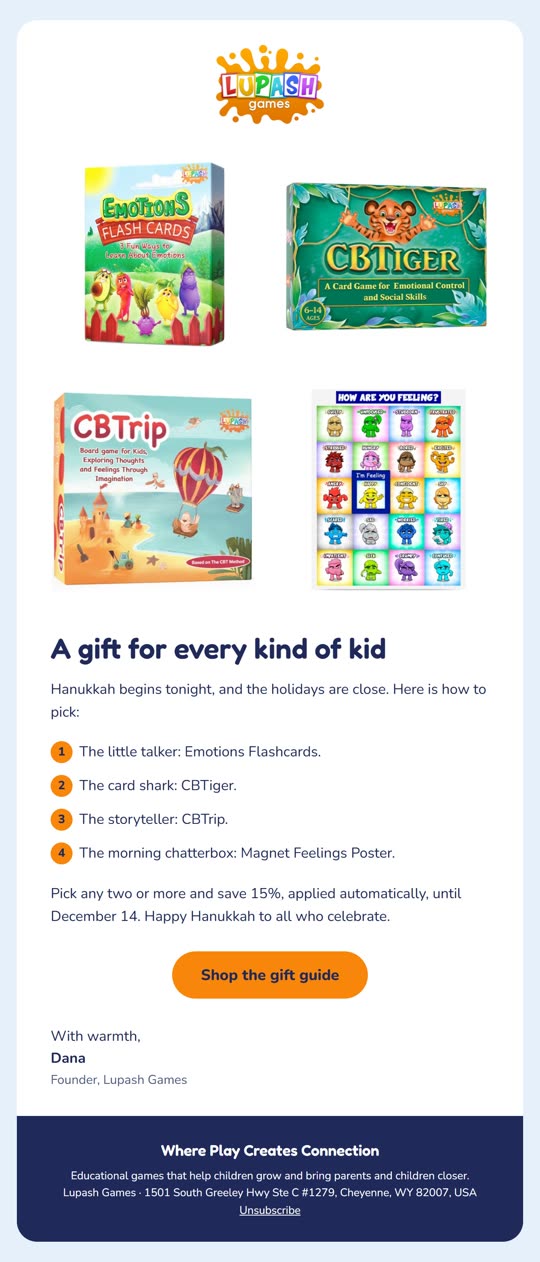 LUPASH
games
EMOTIONS
FLASH CARDS
3 Fun Ways to
Learn About Emotions
LUPASH
CBTIGER
A Card Game for Emotional Control
and Social Skills
6-14
AGES
CBTrip
Board game for Kids,
Exploring Thoughts
and Feelings Through
Imagination
CBTrip
Based on The CBT Method
HOW ARE YOU FEELING?
I'm Feeling
HAPPY
A gift for every kind of kid
Hanukkah begins tonight, and the holidays are close. Here is how to
pick:
1 The little talker: Emotions Flashcards.
2 The card shark: CBTiger.
3 The storyteller: CBTrip.
4 The morning chatterbox: Magnet Feelings Poster.
Pick any two or more and save 15%, applied automatically, until
December 14. Happy Hanukkah to all who celebrate.
Shop the gift guide
With warmth,
Dana
Founder, Lupash Games
Where Play Creates Connection
Educational games that help children grow and bring parents and children closer.
Lupash Games · 1501 South Greeley Hwy Ste C #1279, Cheyenne, WY 82007, USA
Unsubscribe